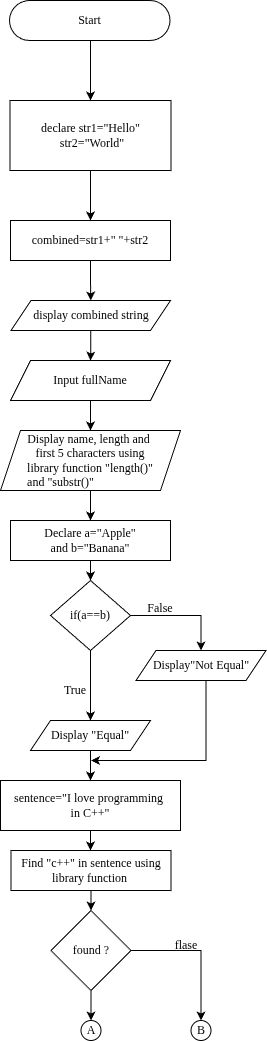 Start
declare str1="Hello"
str2="World"
combined=str1+" "+str2
display combined string
Input fullName
Display name, length and
first 5 characters using
library function "length()"
and "substr()"
Declare a="Apple"
and b="Banana"
if(a==b)
False
Display"Not Equal"
True
Display "Equal"
sentence="I love programming
in C++"
Find "c++" in sentence using
library function
found ?
flase
A
B